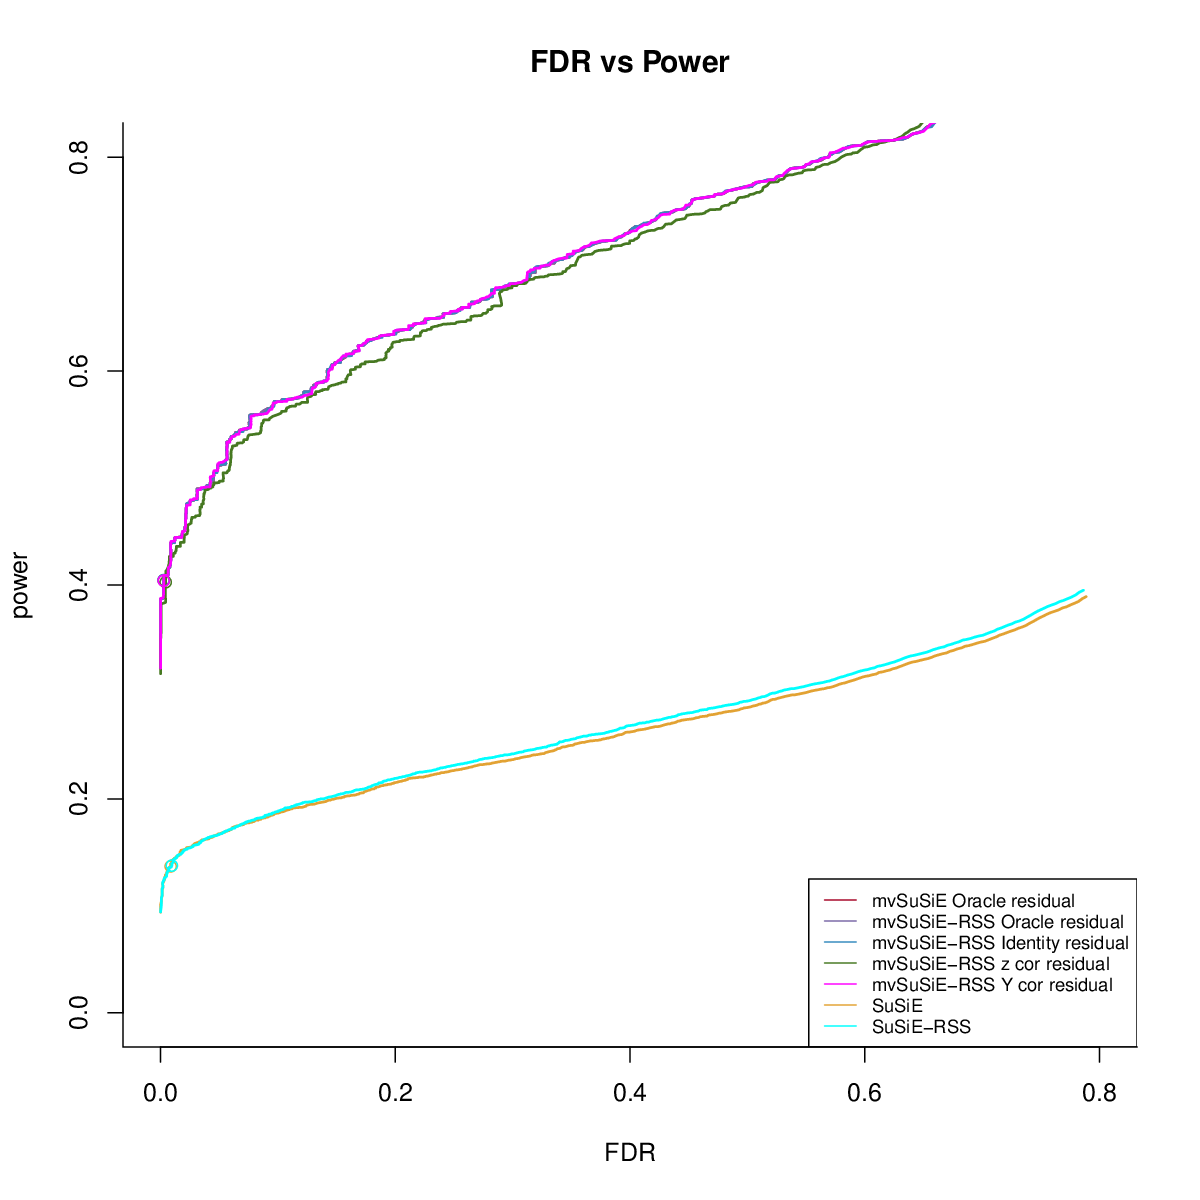 FDR vs Power
power
0.8
0.6
0.4
0.2
0.0
mvSuSiE Oracle residual
mvSuSiE−RSS Oracle residual
mvSuSiE−RSS Identity residual
mvSuSiE−RSS z cor residual
mvSuSiE−RSS Y cor residual
SuSiE
SuSiE−RSS
0.0 0.2 0.4 0.6 0.8
FDR